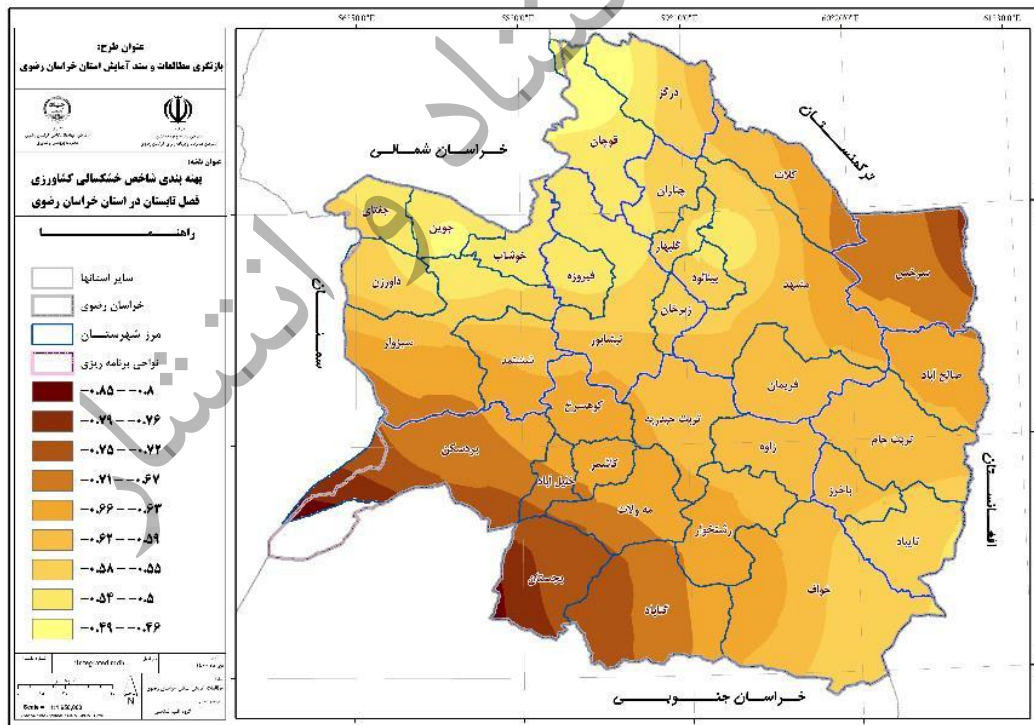 عنوان طرح:
بازنگری مطالعات و سند آمایش استان خراسان رضوی
عنوان نقشه:
پهنه بندی شاخص خشکسالی کشاورزی
فصل تابستان در استان خراسان رضوی
راهنما
سایر استانها
خراسان رضوی
مرز شهرستان
نواحی برنامه ریزی
-۰.۸۵ - -۰.۸
-۰.۷۹ - -۰.۷۶
-۰.۷۵ - -۰.۷۲
-۰.۷۱ - -۰.۶۷
-۰.۶۶ - -۰.۶۳
-۰.۶۲ - -۰.۵۹
-۰.۵۸ - -۰.۵۵
-۰.۵۴ - -۰.۵
-۰.۴۹ - -۰.۴۶
N
خراسان شمالی
ترکمنستان
سمنان
افغانستان
خراسان جنوبی
درگز
قوچان
کلات
چناران
جغتای
جوین
خوشاب
گلبهار
سرخس
داورزن
فیروزه
بینالود
مشهد
زبرخان
سبزوار
ششتمد
نیشابور
فریمان
صالح آباد
کوهسرخ
تربت حیدریه
بردسکن
کاشمر
زاوه
تربت جام
خلیل آباد
مه ولات
باخرز
رشتخوار
تایباد
بجستان
گناباد
خواف
اسناد و انتشار